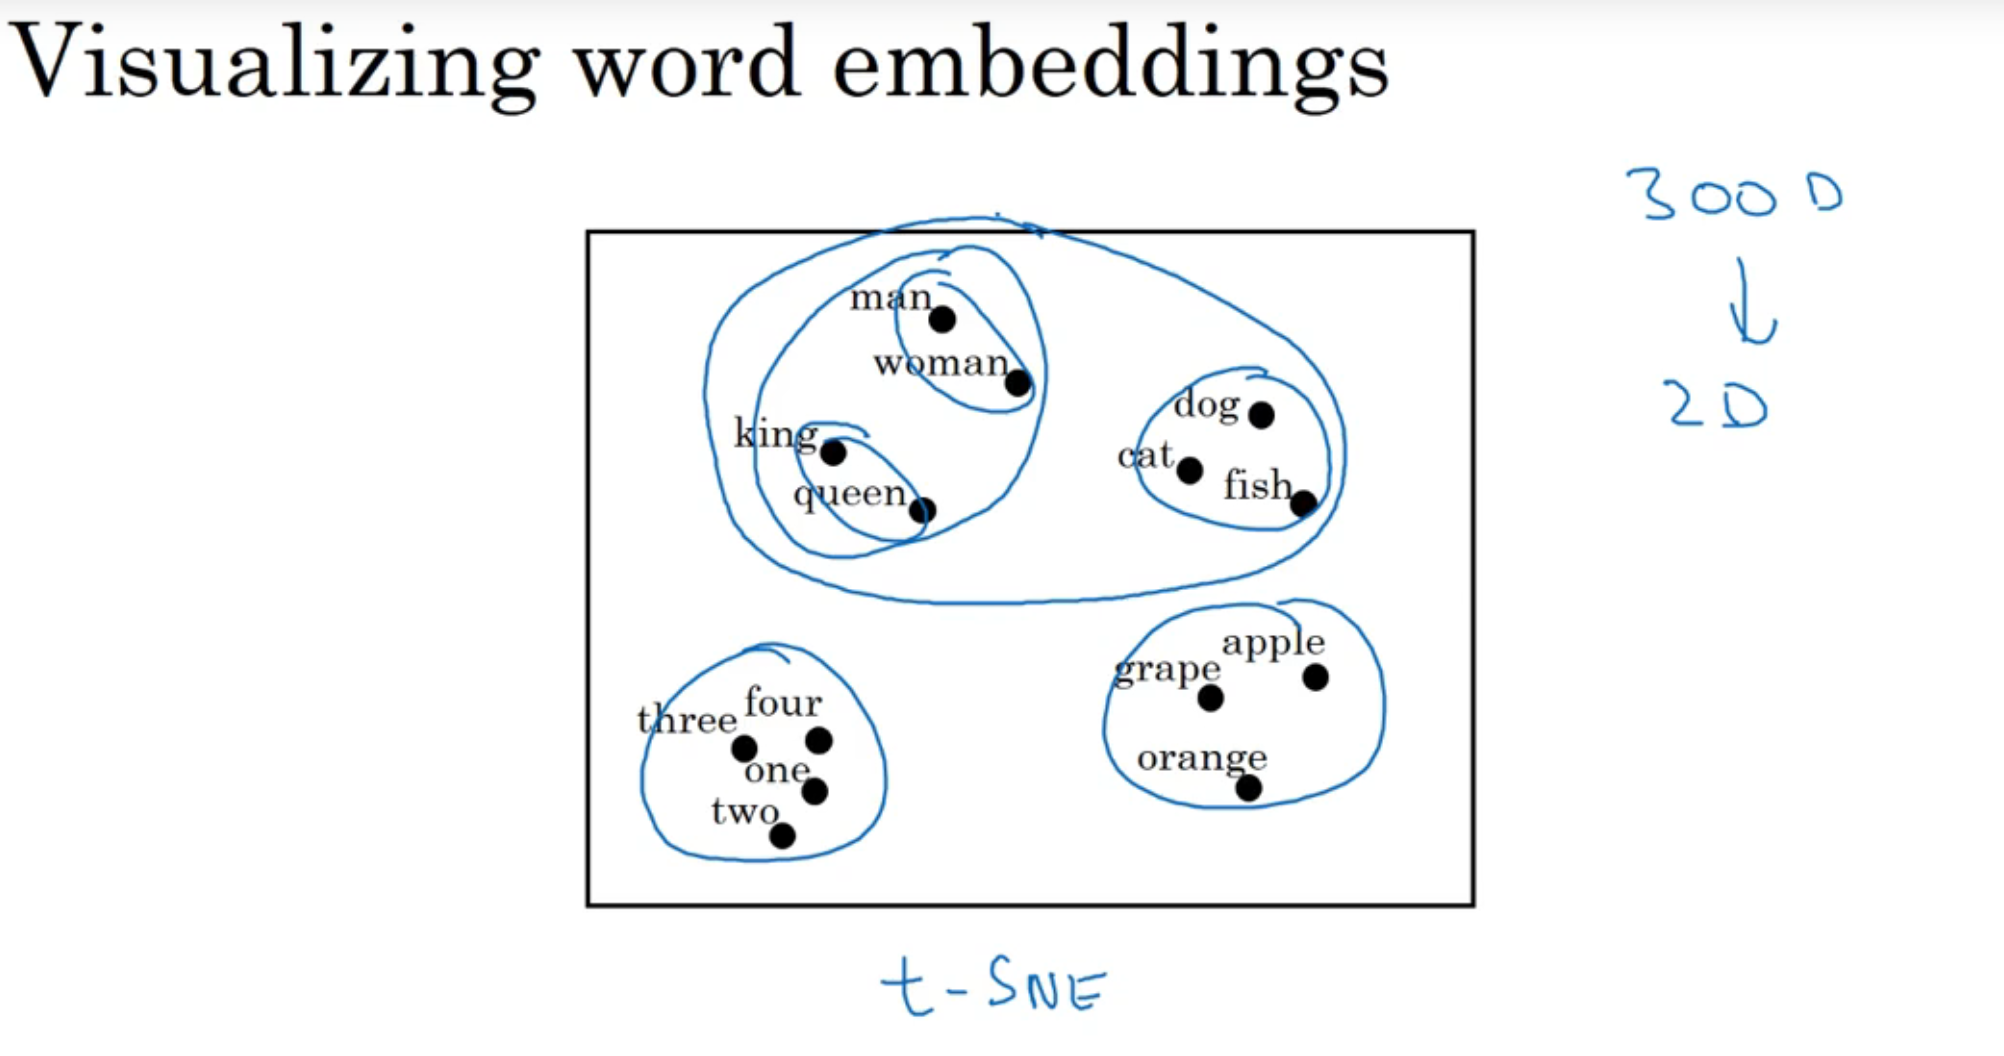 Visualizing word embeddings
300D
2D
man
woman
king
queen
dog
cat
fish
three
four
one
two
grape
apple
orange
t-SNE